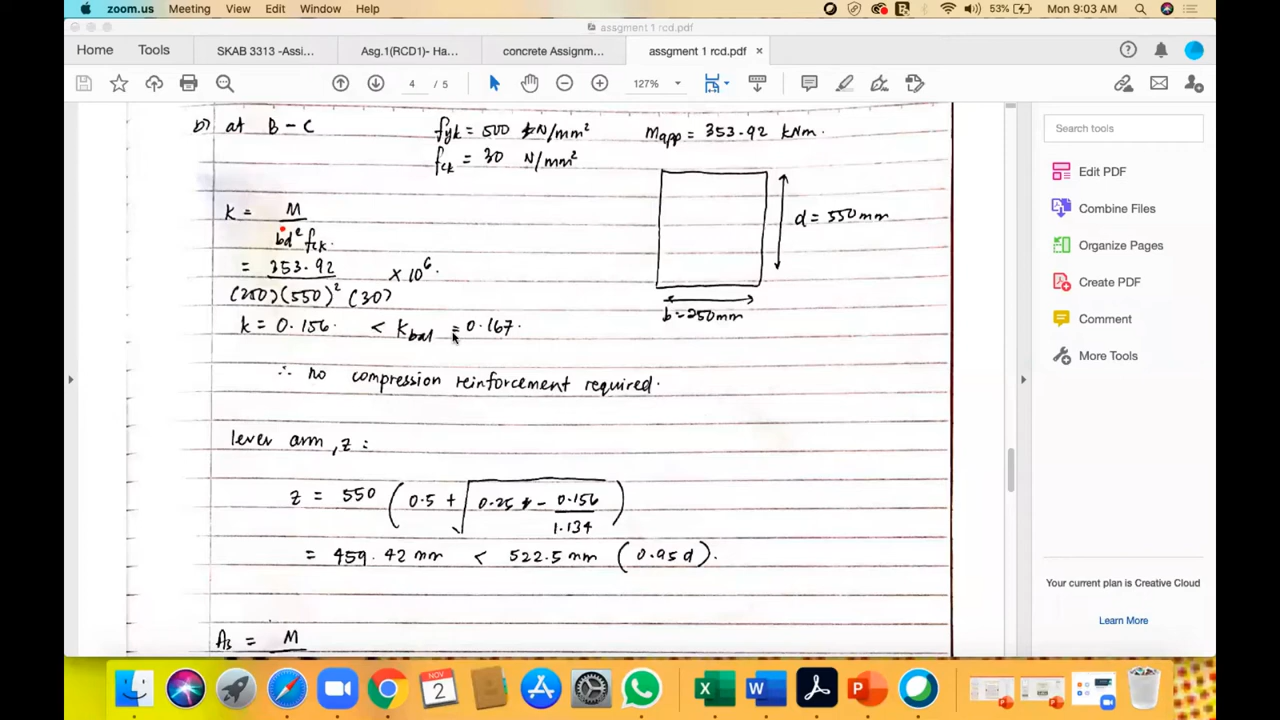 zoom.us Meeting View Edit Window Help 53% Mon 9:03 AM
assgment 1 rcd.pdf
Home Tools SKAB 3313 -Assi... Asg.1(RCD1)- Ha... concrete Assignm... assgment 1 rcd.pdf ×
4 / 5 127%
b) at B - C fyk = 500 N/mm² Mapp = 353.92 kNm.
fck = 30 N/mm²
K = M
bd² fck.
= 353.92 × 10⁶.
(250)(550)² (30)
d = 550mm
b = 250mm
k = 0.156. < Kbal = 0.167.
∴ no compression reinforcement required.
lever arm, z =
z = 550 ( 0.5 + √ 0.25 - 0.156 )
1.134
= 459.42 mm < 522.5 mm (0.95d).
As = M
Search tools
Edit PDF
Combine Files
Organize Pages
Create PDF
Comment
More Tools
Your current plan is Creative Cloud
Learn More
NOV
2